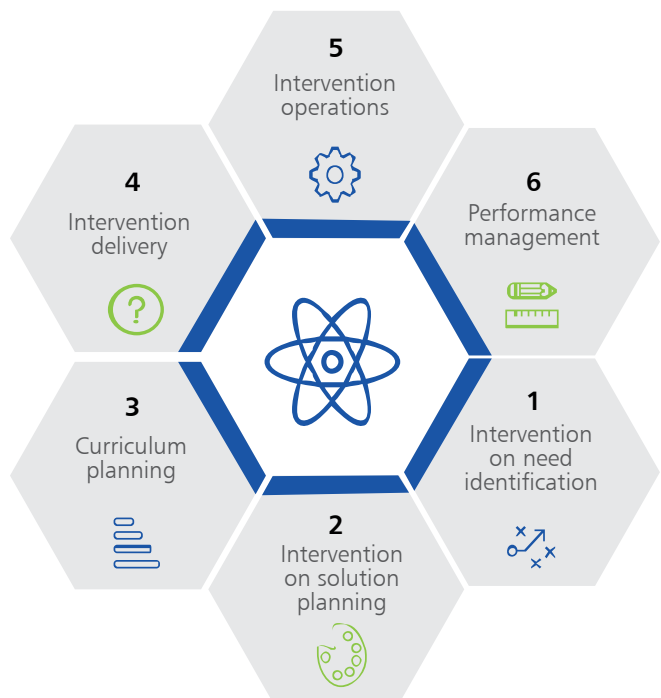 5
Intervention
operations
4
Intervention
delivery
6
Performance
management
3
Curriculum
planning
1
Intervention
on need
identification
2
Intervention
on solution
planning
?